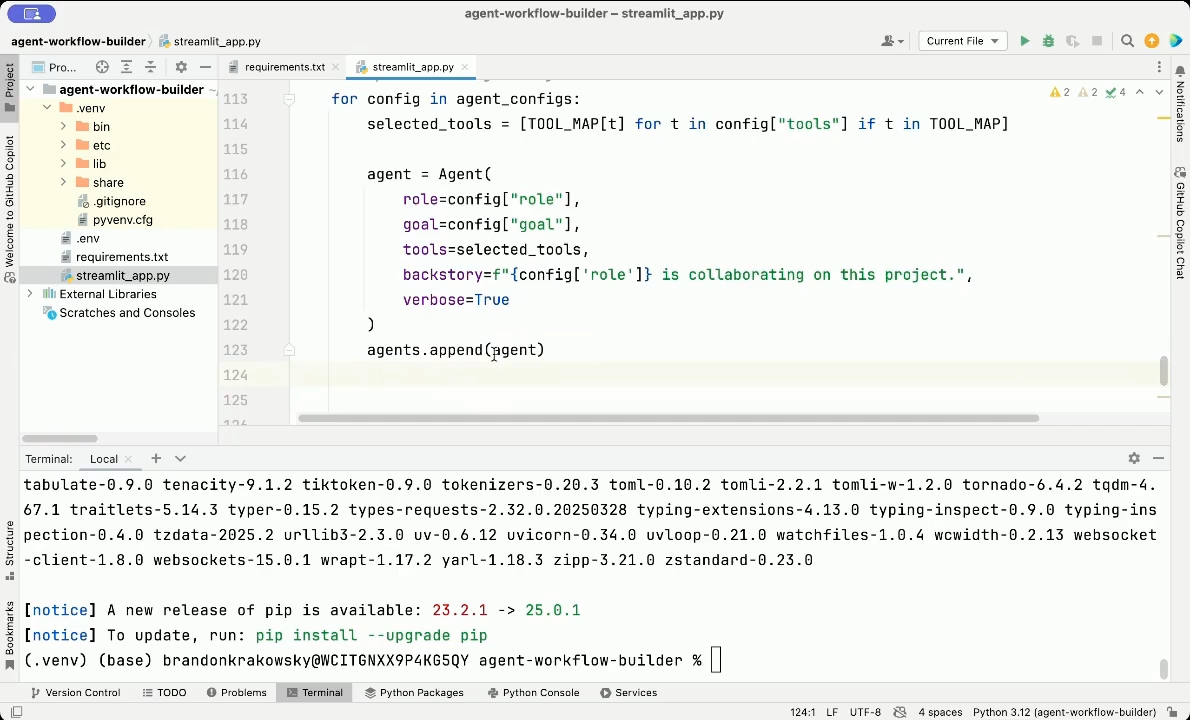 agent-workflow-builder – streamlit_app.py
agent-workflow-builder
streamlit_app.py
Current File
Pro...
requirements.txt
streamlit_app.py
Project
Welcome to GitHub Copilot
Structure
Bookmarks
Notifications
GitHub Copilot Chat
agent-workflow-builder
.venv
bin
etc
lib
share
.gitignore
pyvenv.cfg
.env
requirements.txt
streamlit_app.py
External Libraries
Scratches and Consoles
2 2 4
113 for config in agent_configs:
114 selected_tools = [TOOL_MAP[t] for t in config["tools"] if t in TOOL_MAP]
115
116 agent = Agent(
117 role=config["role"],
118 goal=config["goal"],
119 tools=selected_tools,
120 backstory=f"{config['role']} is collaborating on this project.",
121 verbose=True
122 )
123 agents.append(agent)
124
125
Terminal: Local
tabulate-0.9.0 tenacity-9.1.2 tiktoken-0.9.0 tokenizers-0.20.3 toml-0.10.2 tomli-2.2.1 tomli-w-1.2.0 tornado-6.4.2 tqdm-4.
67.1 traitlets-5.14.3 typer-0.15.2 types-requests-2.32.0.20250328 typing-extensions-4.13.0 typing-inspect-0.9.0 typing-ins
pection-0.4.0 tzdata-2025.2 urllib3-2.3.0 uv-0.6.12 uvicorn-0.34.0 uvloop-0.21.0 watchfiles-1.0.4 wcwidth-0.2.13 websocket
-client-1.8.0 websockets-15.0.1 wrapt-1.17.2 yarl-1.18.3 zipp-3.21.0 zstandard-0.23.0
[notice] A new release of pip is available: 23.2.1 -> 25.0.1
[notice] To update, run: pip install --upgrade pip
(.venv) (base) brandonkrakowsky@WCITGNXX9P4KG5QY agent-workflow-builder %
Version Control
TODO
Problems
Terminal
Python Packages
Python Console
Services
124:1 LF UTF-8 4 spaces Python 3.12 (agent-workflow-builder)